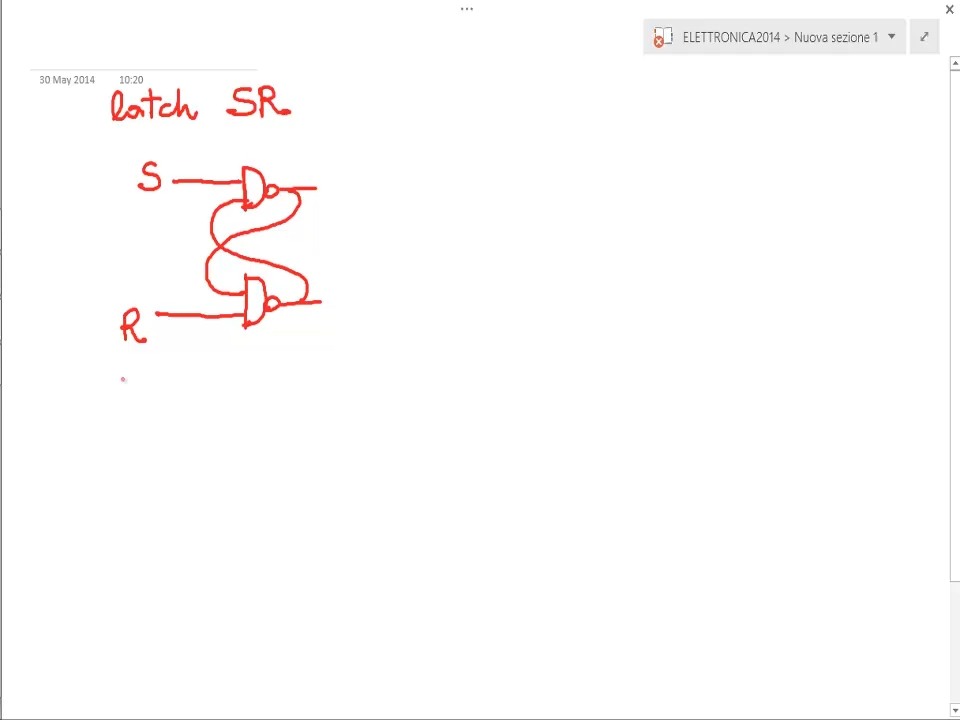 ELETTRONICA2014 > Nuova sezione 1
30 May 2014 10:20
latch SR
S
R